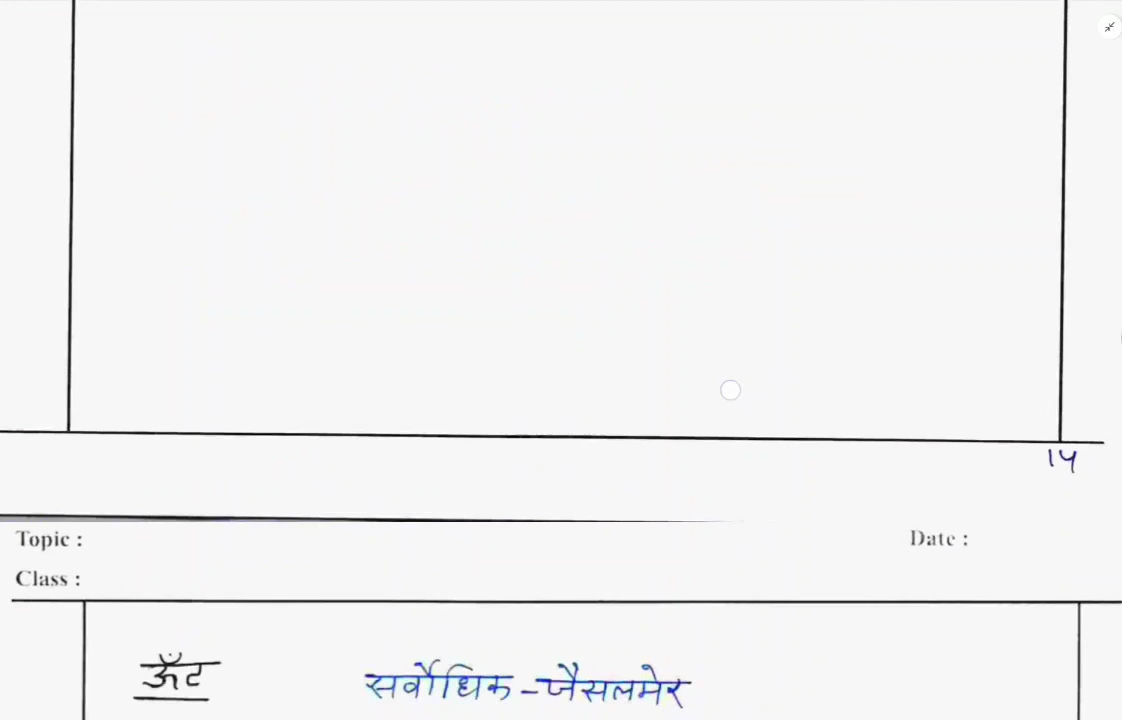 14
Topic :
Date :
Class :
ऊँट
सर्वाधिक - जैसलमेर